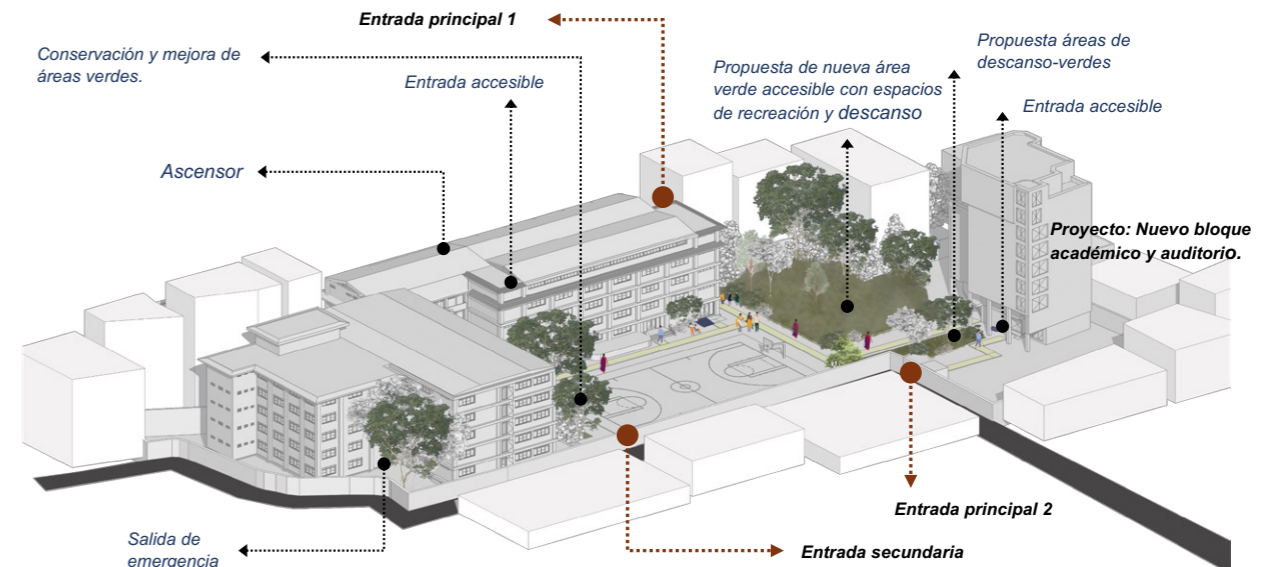 Entrada principal 1
Conservación y mejora de
áreas verdes.
Entrada accesible
Ascensor
Propuesta de nueva área
verde accesible con espacios
de recreación y descanso
Propuesta áreas de
descanso-verdes
Entrada accesible
Proyecto: Nuevo bloque
académico y auditorio.
Entrada principal 2
Entrada secundaria
Salida de
emergencia